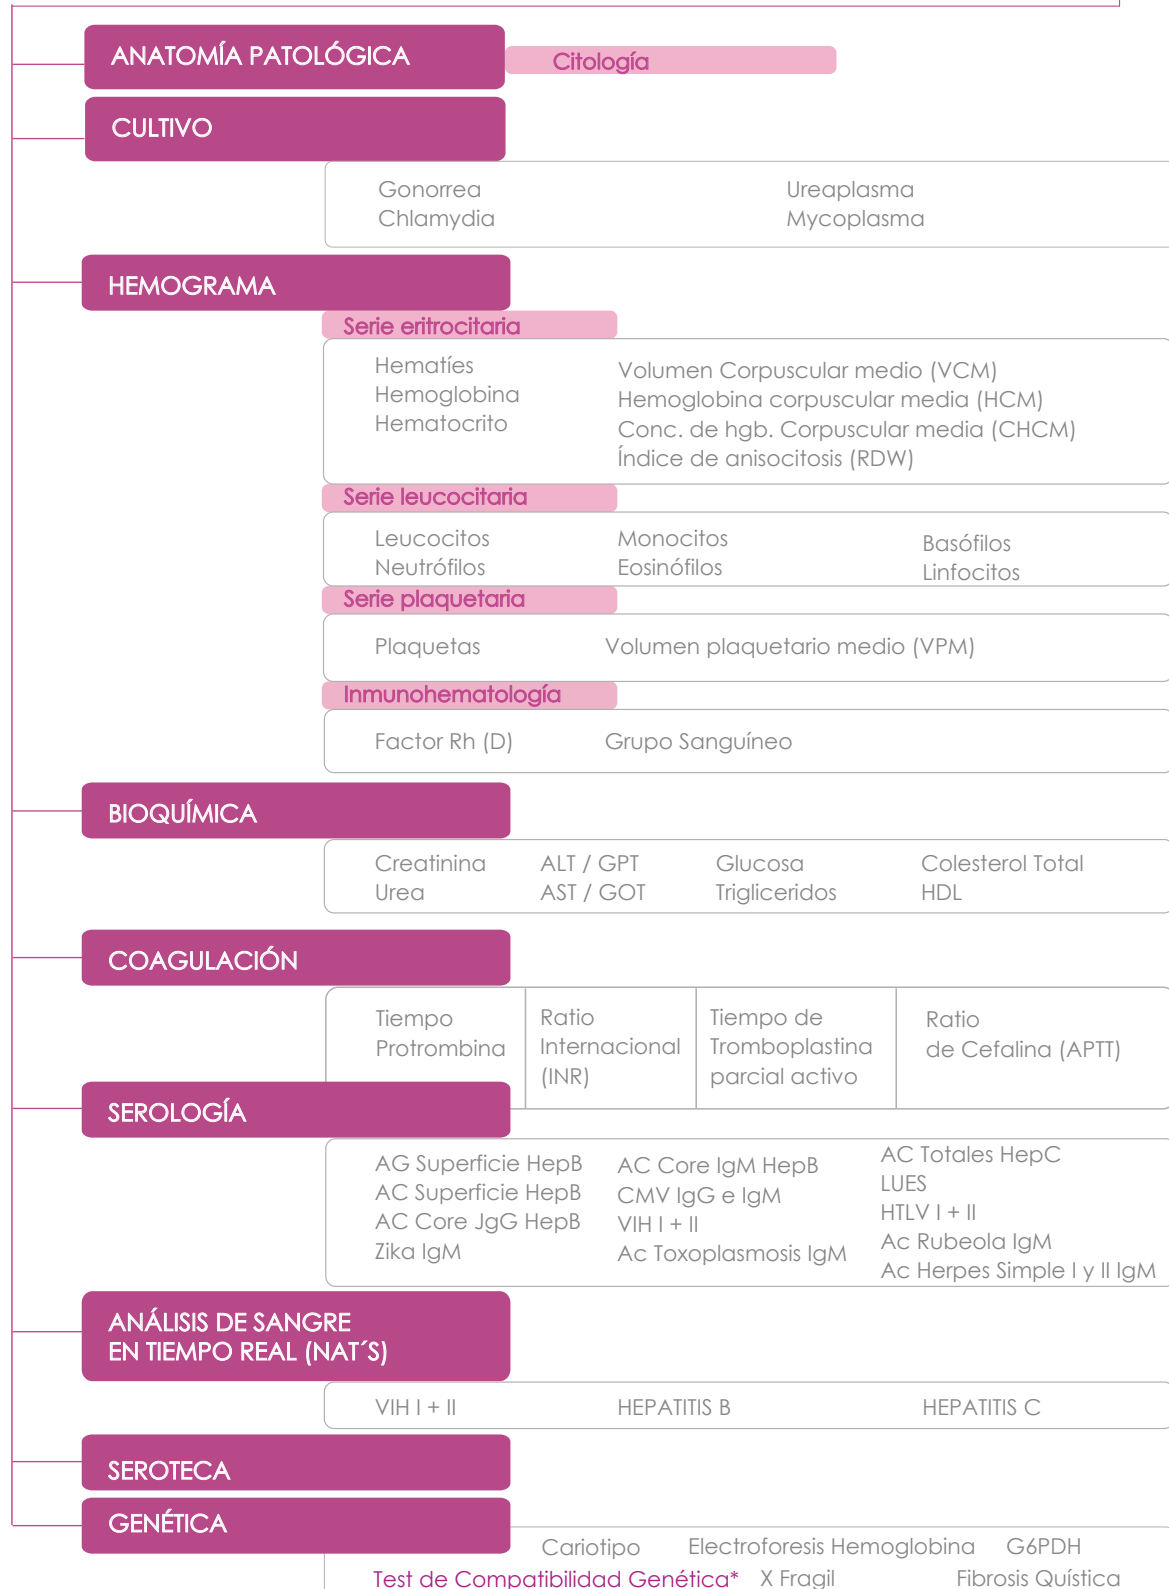 ANATOMÍA PATOLÓGICA
Citología
CULTIVO
Gonorrea Ureaplasma
Chlamydia Mycoplasma
HEMOGRAMA
Serie eritrocitaria
Hematíes Volumen Corpuscular medio (VCM)
Hemoglobina Hemoglobina corpuscular media (HCM)
Hematocrito Conc. de hgb. Corpuscular media (CHCM)
Índice de anisocitosis (RDW)
Serie leucocitaria
Leucocitos Monocitos Basófilos
Neutrófilos Eosinófilos Linfocitos
Serie plaquetaria
Plaquetas Volumen plaquetario medio (VPM)
Inmunohematología
Factor Rh (D) Grupo Sanguíneo
BIOQUÍMICA
Creatinina ALT / GPT Glucosa Colesterol Total
Urea AST / GOT Trigliceridos HDL
COAGULACIÓN
Tiempo
Protrombina
Ratio
Internacional
(INR)
Tiempo de
Tromboplastina
parcial activo
Ratio
de Cefalina (APTT)
SEROLOGÍA
AG Superficie HepB
AC Superficie HepB
AC Core JgG HepB
Zika IgM
AC Core IgM HepB
CMV IgG e IgM
VIH I + II
Ac Toxoplasmosis IgM
AC Totales HepC
LUES
HTLV I + II
Ac Rubeola IgM
Ac Herpes Simple I y II IgM
ANÁLISIS DE SANGRE
EN TIEMPO REAL (NAT´S)
VIH I + II HEPATITIS B HEPATITIS C
SEROTECA
GENÉTICA
Cariotipo Electroforesis Hemoglobina G6PDH
Test de Compatibilidad Genética* X Fragil Fibrosis Quística